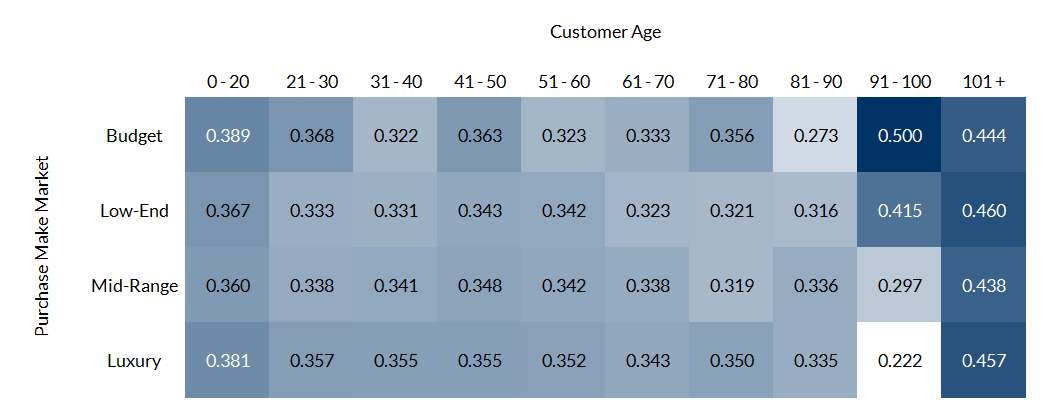 Customer Age
0 - 20 21 - 30 31 - 40 41 - 50 51 - 60 61 - 70 71 - 80 81 - 90 91 - 100 101 +
Purchase Make Market
Budget 0.389 0.368 0.322 0.363 0.323 0.333 0.356 0.273 0.500 0.444
Low-End 0.367 0.333 0.331 0.343 0.342 0.323 0.321 0.316 0.415 0.460
Mid-Range 0.360 0.338 0.341 0.348 0.342 0.338 0.319 0.336 0.297 0.438
Luxury 0.381 0.357 0.355 0.355 0.352 0.343 0.350 0.335 0.222 0.457